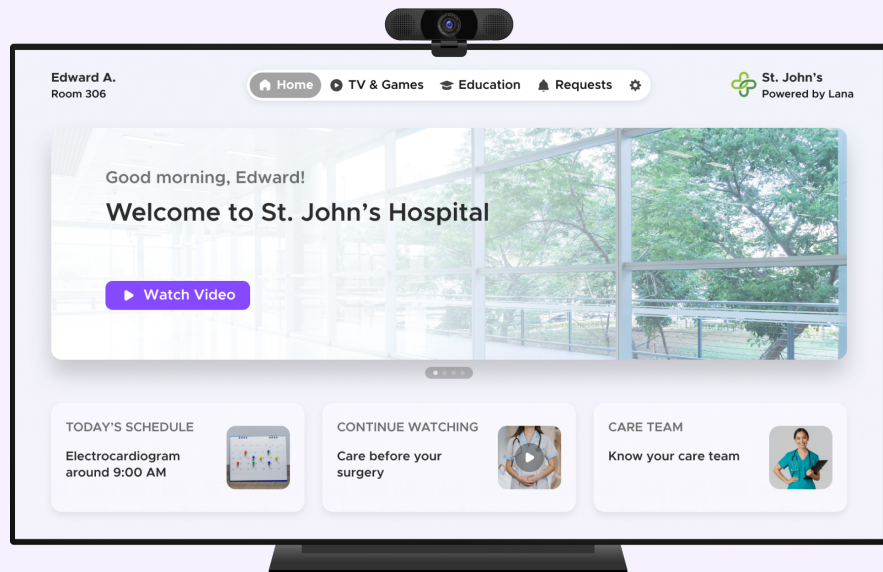 Edward A.
Room 306
Home
TV & Games
Education
Requests
St. John’s
Powered by Lana
Good morning, Edward!
Welcome to St. John’s Hospital
Watch Video
TODAY’S SCHEDULE
Electrocardiogram
around 9:00 AM
CONTINUE WATCHING
Care before your
surgery
CARE TEAM
Know your care team